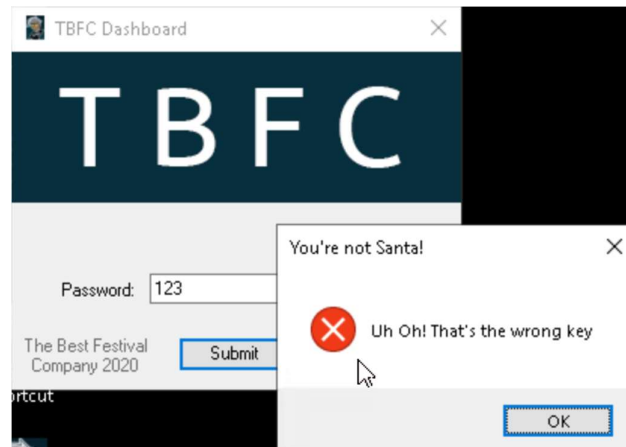 TBFC Dashboard
T B F C
You're not Santa!
Password: 123
Uh Oh! That's the wrong key
The Best Festival
Company 2020
Submit
ortcut
OK